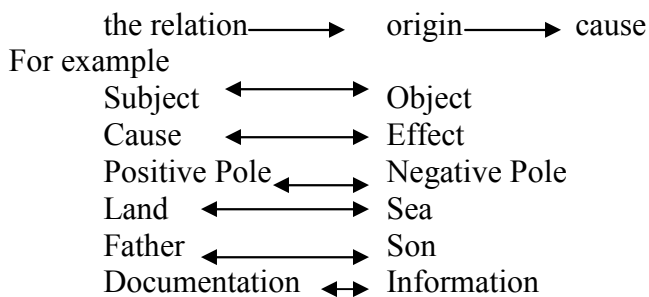 the relation → origin → cause
For example
Subject ↔ Object
Cause ↔ Effect
Positive Pole ↔ Negative Pole
Land ↔ Sea
Father ↔ Son
Documentation ↔ Information